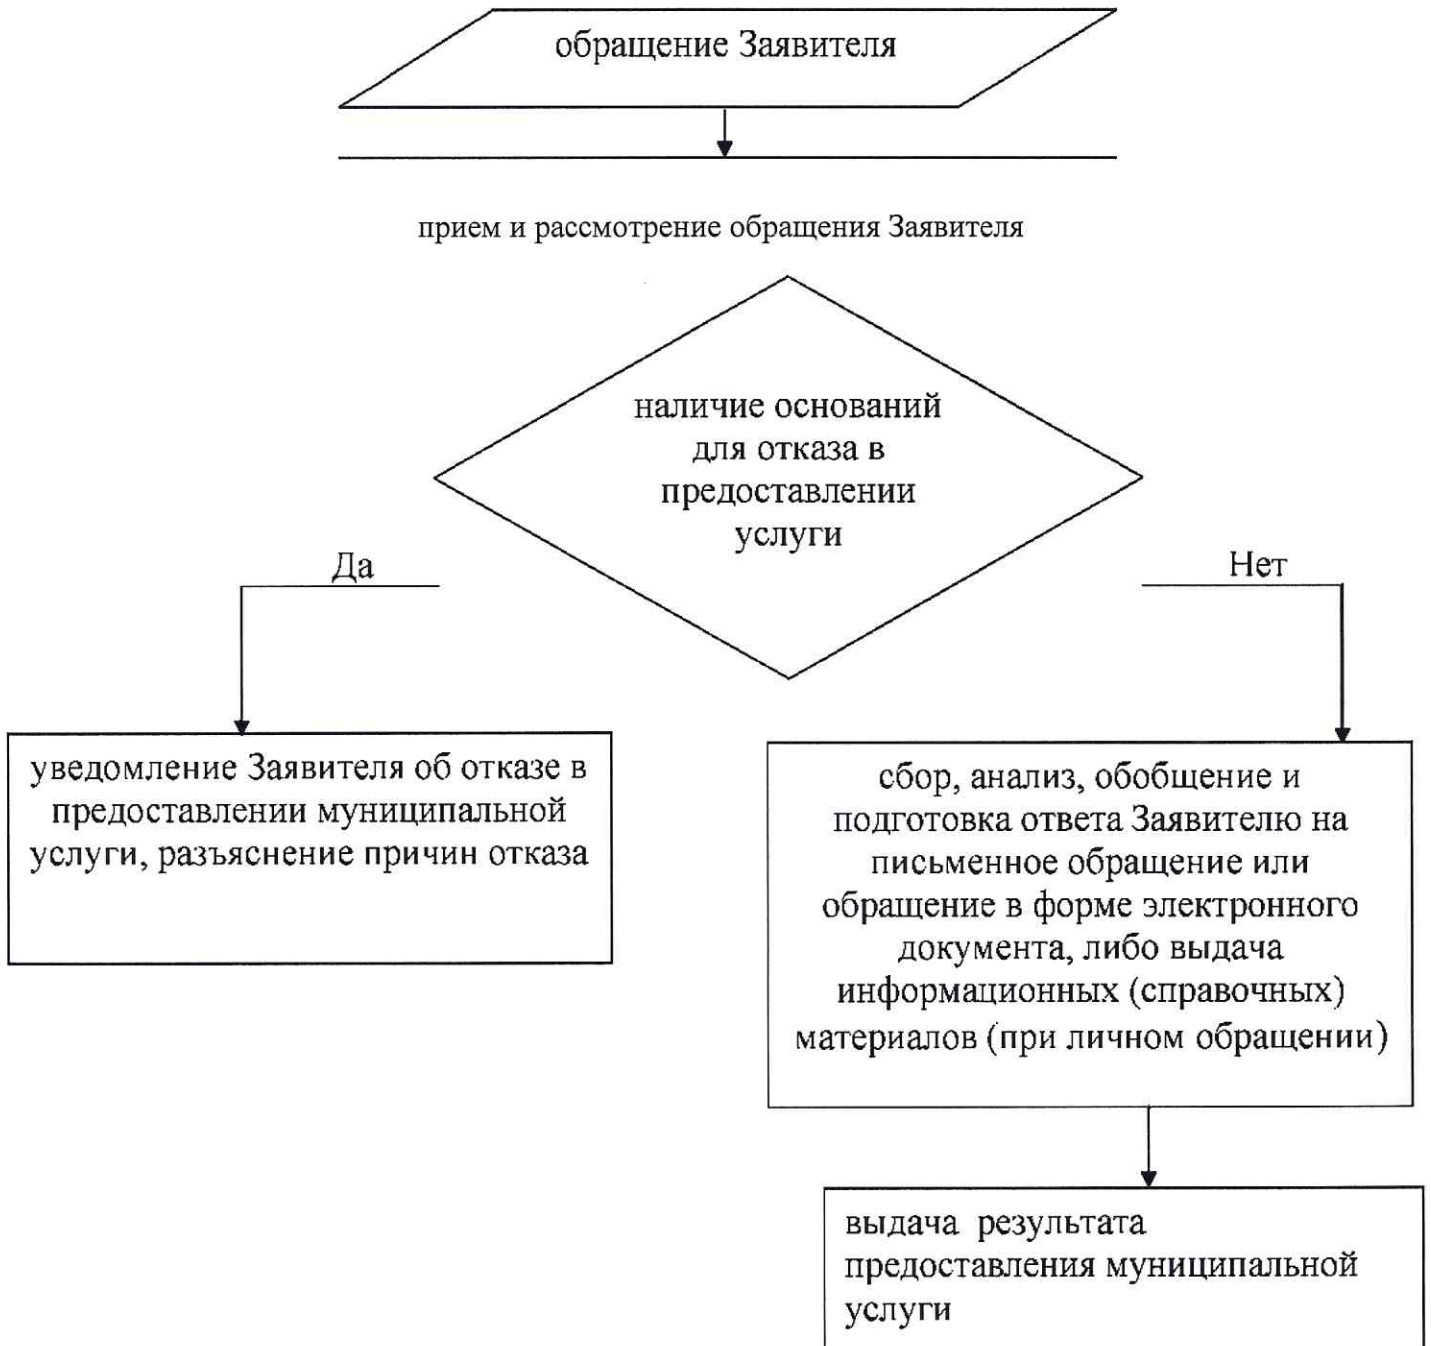 обращение Заявителя
прием и рассмотрение обращения Заявителя
наличие оснований
для отказа в
предоставлении
услуги
Да
Нет
уведомление Заявителя об отказе в
предоставлении муниципальной
услуги, разъяснение причин отказа
сбор, анализ, обобщение и
подготовка ответа Заявителю на
письменное обращение или
обращение в форме электронного
документа, либо выдача
информационных (справочных)
материалов (при личном обращении)
выдача результата
предоставления муниципальной
услуги